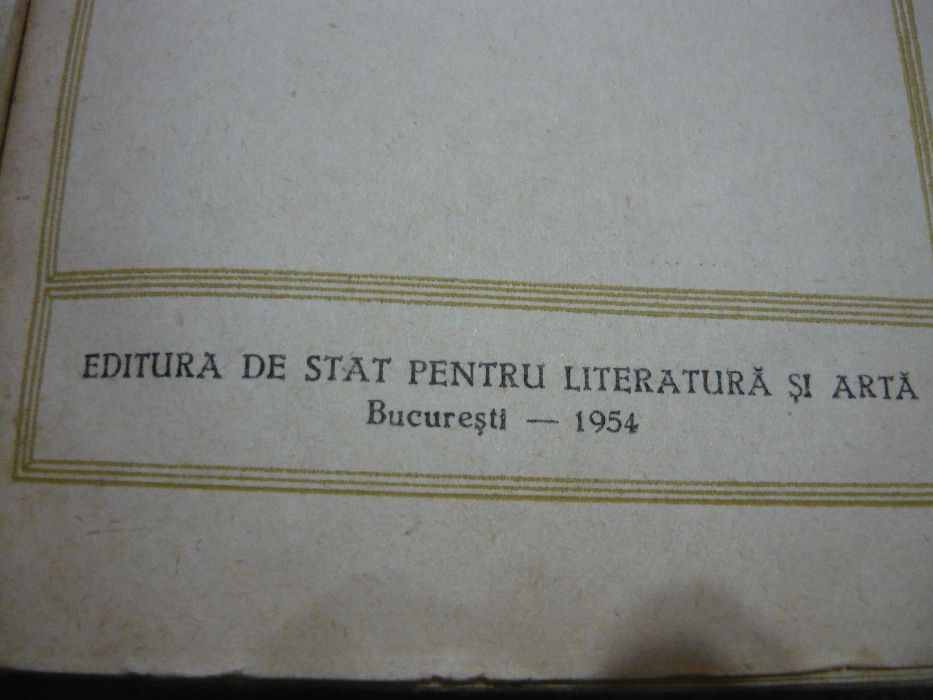 EDITURA DE STAT PENTRU LITERATURĂ ŞI ARTĂ
Bucureşti — 1954